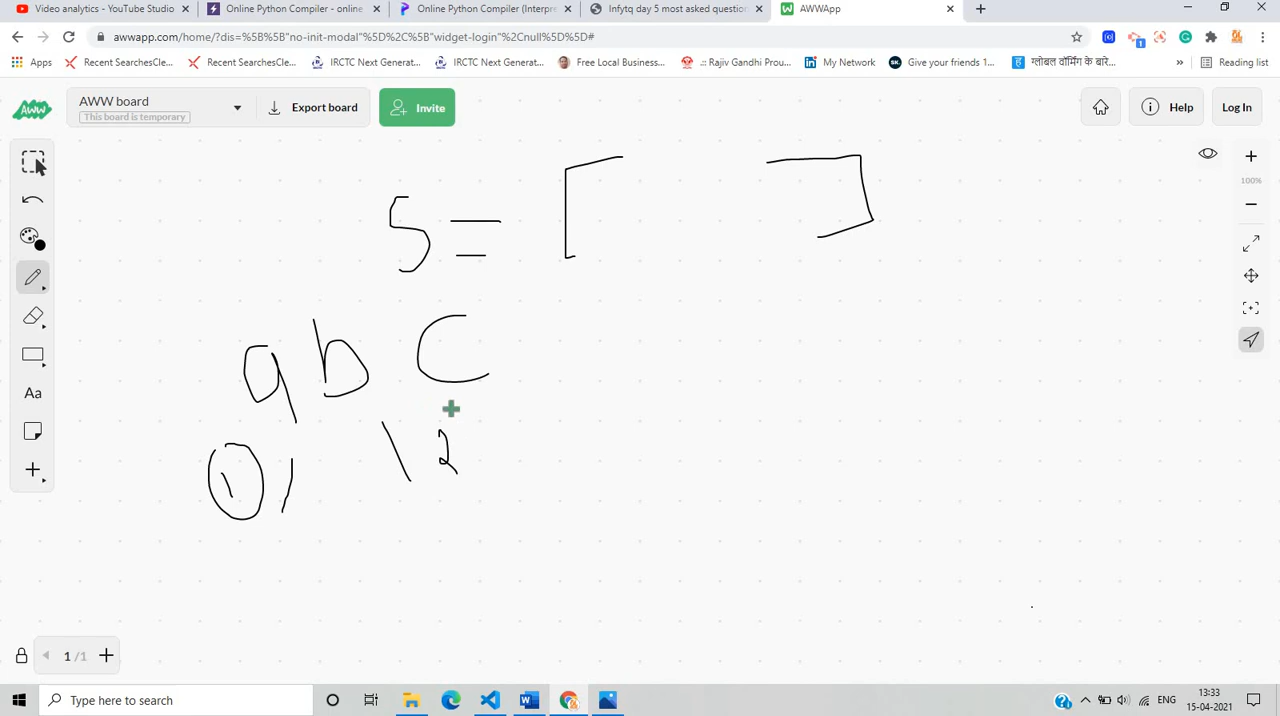 Video analytics - YouTube Studio
Online Python Compiler - online
Online Python Compiler (Interpre
Infytq day 5 most asked question
AWWApp
awwapp.com/home/?dis=%5B%5B"no-init-modal"%5D%2C%5B"widget-login"%2Cnull%5D%5D#
Apps
Recent SearchesCle...
Recent SearchesCle...
IRCTC Next Generat...
IRCTC Next Generat...
Free Local Business...
.:: Rajiv Gandhi Prou...
My Network
Give your friends 1...
ग्लोबल वॉर्मिंग के बारे...
»
Reading list
AWW
AWW board
This board is temporary
Export board
Invite
Help
Log In
100%
S = [ ]
a b c
1 2
Aa
1 /1
Type here to search
ENG
13:33
15-04-2021